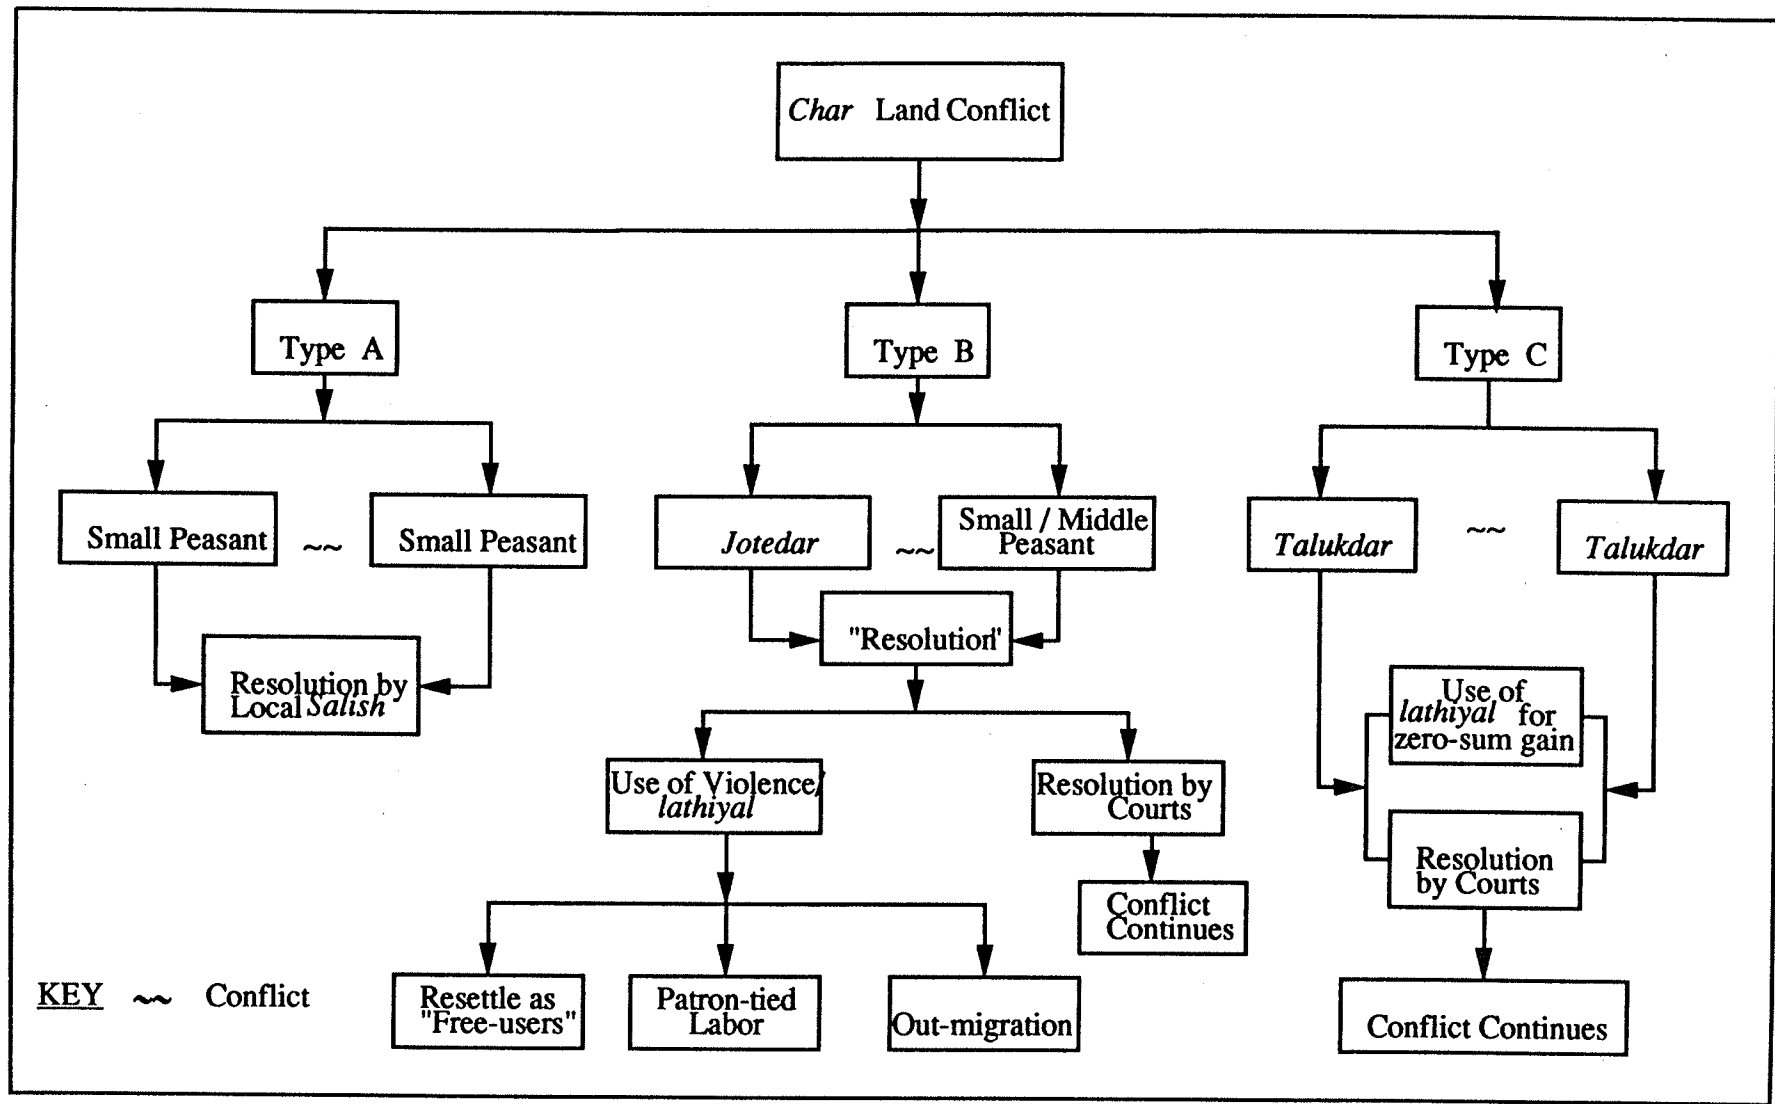 Char Land Conflict
Type A
Type B
Type C
Small Peasant
~~
Small Peasant
Jotedar
~~
Small / Middle
Peasant
Talukdar
~~
Talukdar
Resolution by
Local Salish
"Resolution"
Use of
lathiyal for
zero-sum gain
Use of Violence/
lathiyal
Resolution by
Courts
Resolution
by Courts
Conflict
Continues
Resettle as
"Free-users"
Patron-tied
Labor
Out-migration
Conflict Continues
KEY ~~ Conflict